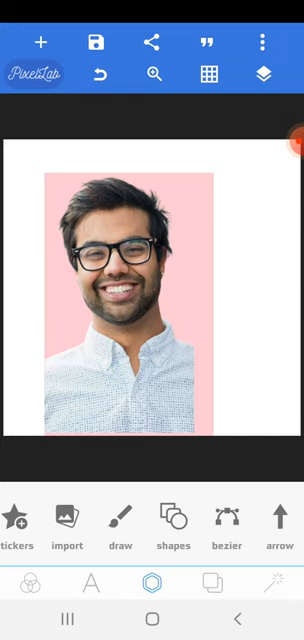 PixelLab
tickers
import
draw
shapes
bezier
arrow